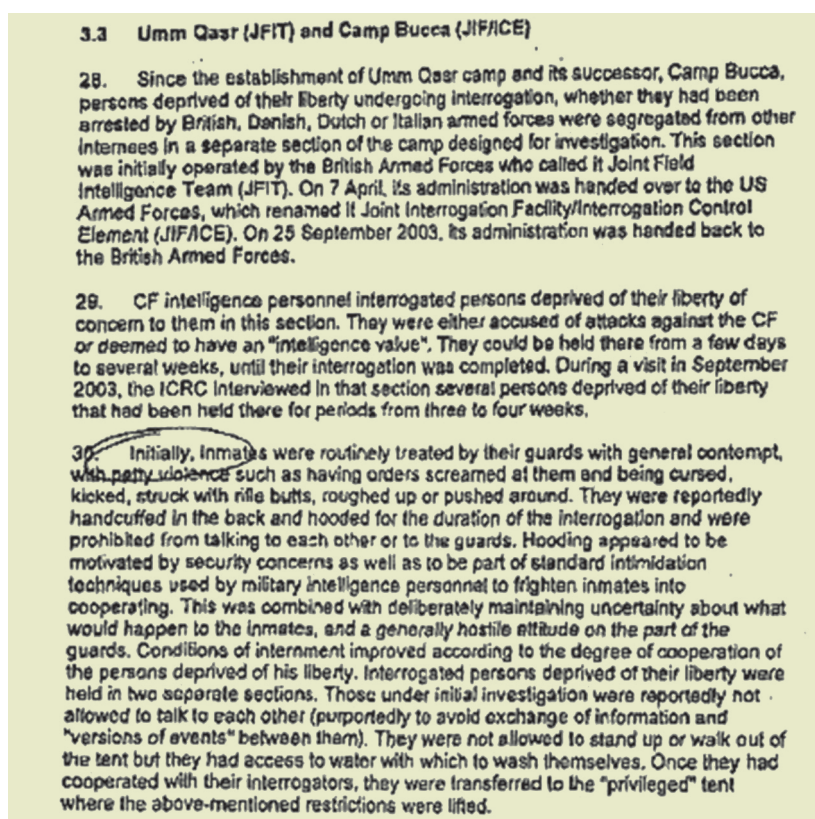 3.3 Umm Qasr (JFIT) and Camp Bucca (JIF/ICE)
28. Since the establishment of Umm Qasr camp and its successor, Camp Bucca,
persons deprived of their liberty undergoing interrogation, whether they had been
arrested by British, Danish, Dutch or Italian armed forces were segregated from other
internees in a separate section of the camp designed for investigation. This section
was initially operated by the British Armed Forces who called it Joint Field
Intelligence Team (JFIT). On 7 April, its administration was handed over to the US
Armed Forces, which renamed it Joint Interrogation Facility/Interrogation Control
Element (JIF/ICE). On 25 September 2003, its administration was handed back to
the British Armed Forces.
29. CF intelligence personnel interrogated persons deprived of their liberty of
concern to them in this section. They were either accused of attacks against the CF
or deemed to have an "intelligence value". They could be held there from a few days
to several weeks, until their interrogation was completed. During a visit in September
2003, the ICRC interviewed in that section several persons deprived of their liberty
that had been held there for periods from three to four weeks.
30. Initially, inmates were routinely treated by their guards with general contempt,
with petty violence such as having orders screamed at them and being cursed,
kicked, struck with rifle butts, roughed up or pushed around. They were reportedly
handcuffed in the back and hooded for the duration of the interrogation and were
prohibited from talking to each other or to the guards. Hooding appeared to be
motivated by security concerns as well as to be part of standard intimidation
techniques used by military intelligence personnel to frighten inmates into
cooperating. This was combined with deliberately maintaining uncertainty about what
would happen to the inmates, and a generally hostile attitude on the part of the
guards. Conditions of internment improved according to the degree of cooperation of
the persons deprived of his liberty. Interrogated persons deprived of their liberty were
held in two separate sections. Those under initial investigation were reportedly not
allowed to talk to each other (purportedly to avoid exchange of information and
"versions of events" between them). They were not allowed to stand up or walk out of
the tent but they had access to water with which to wash themselves. Once they had
cooperated with their interrogators, they were transferred to the "privileged" tent
where the above-mentioned restrictions were lifted.